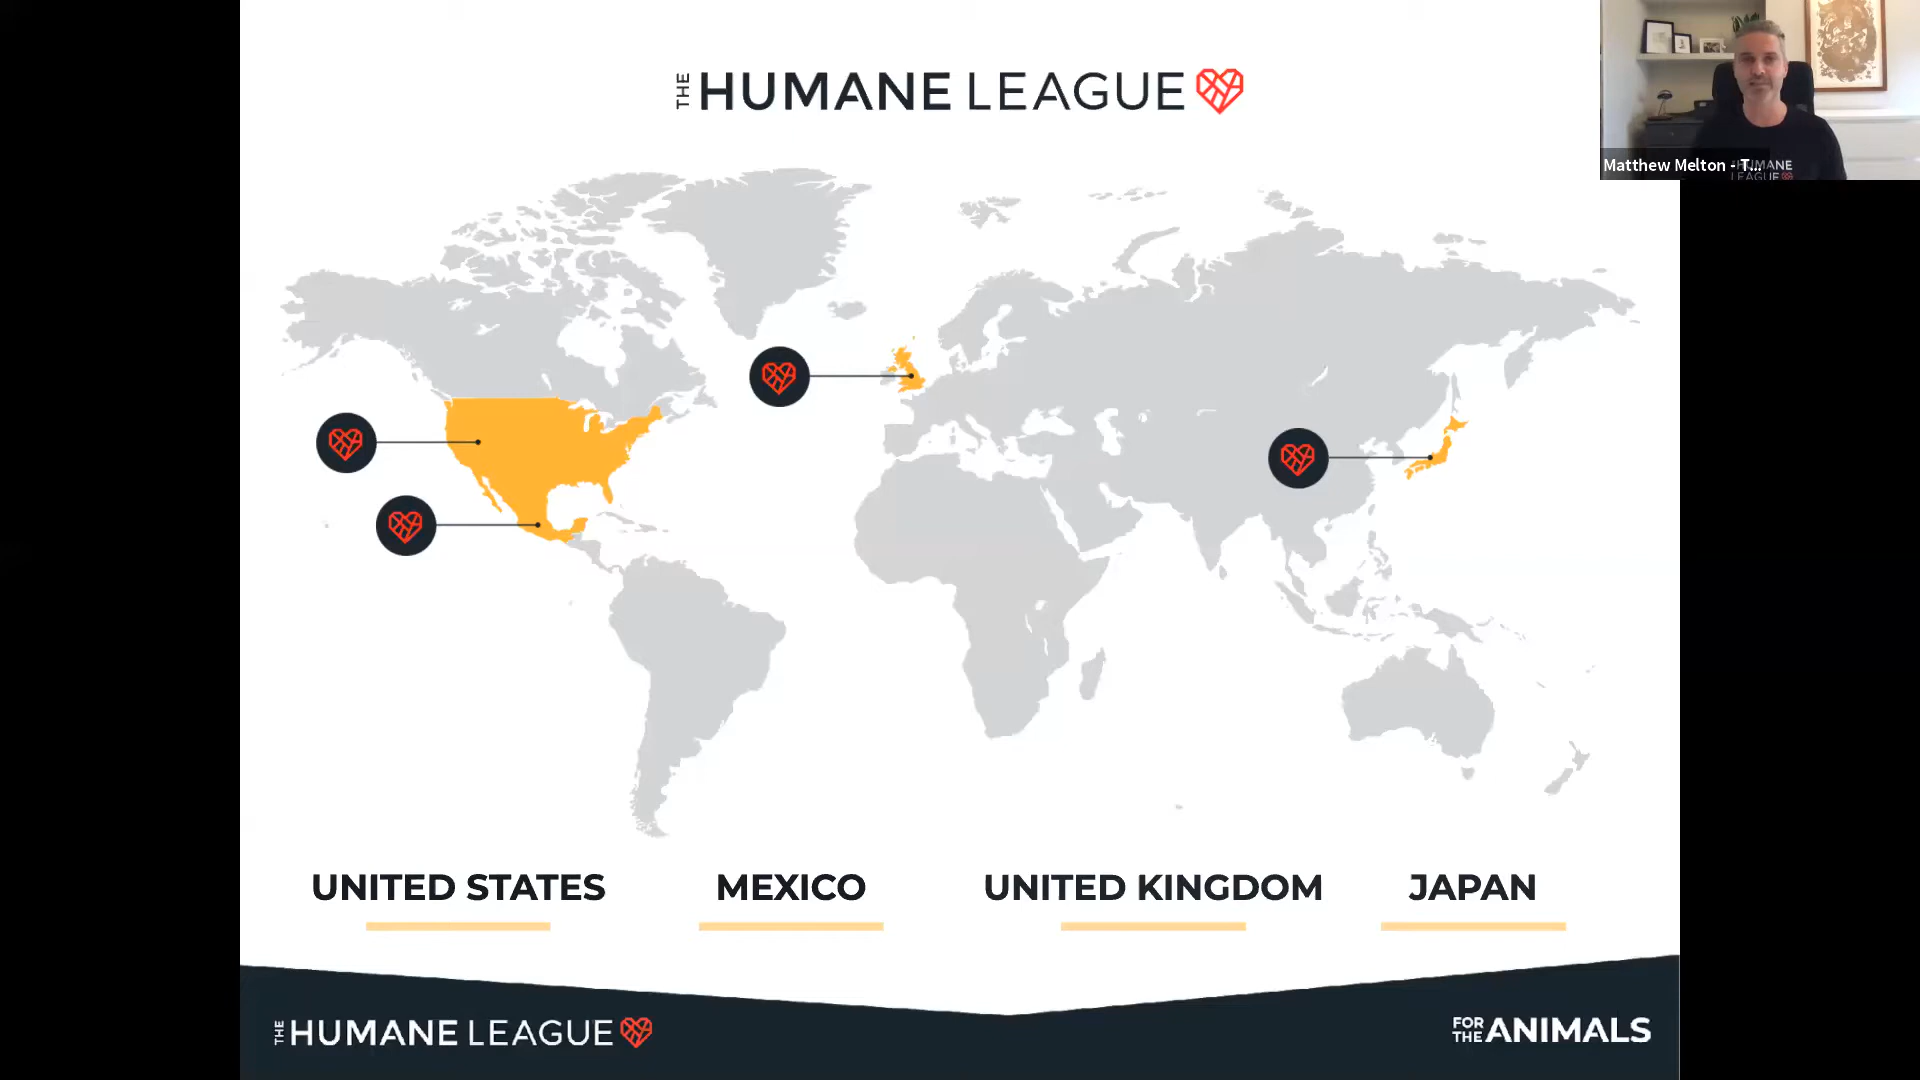 THE HUMANE LEAGUE
Matthew Melton - T...
HUMANE
LEAGUE
UNITED STATES
MEXICO
UNITED KINGDOM
JAPAN
THE HUMANE LEAGUE
FOR THE ANIMALS